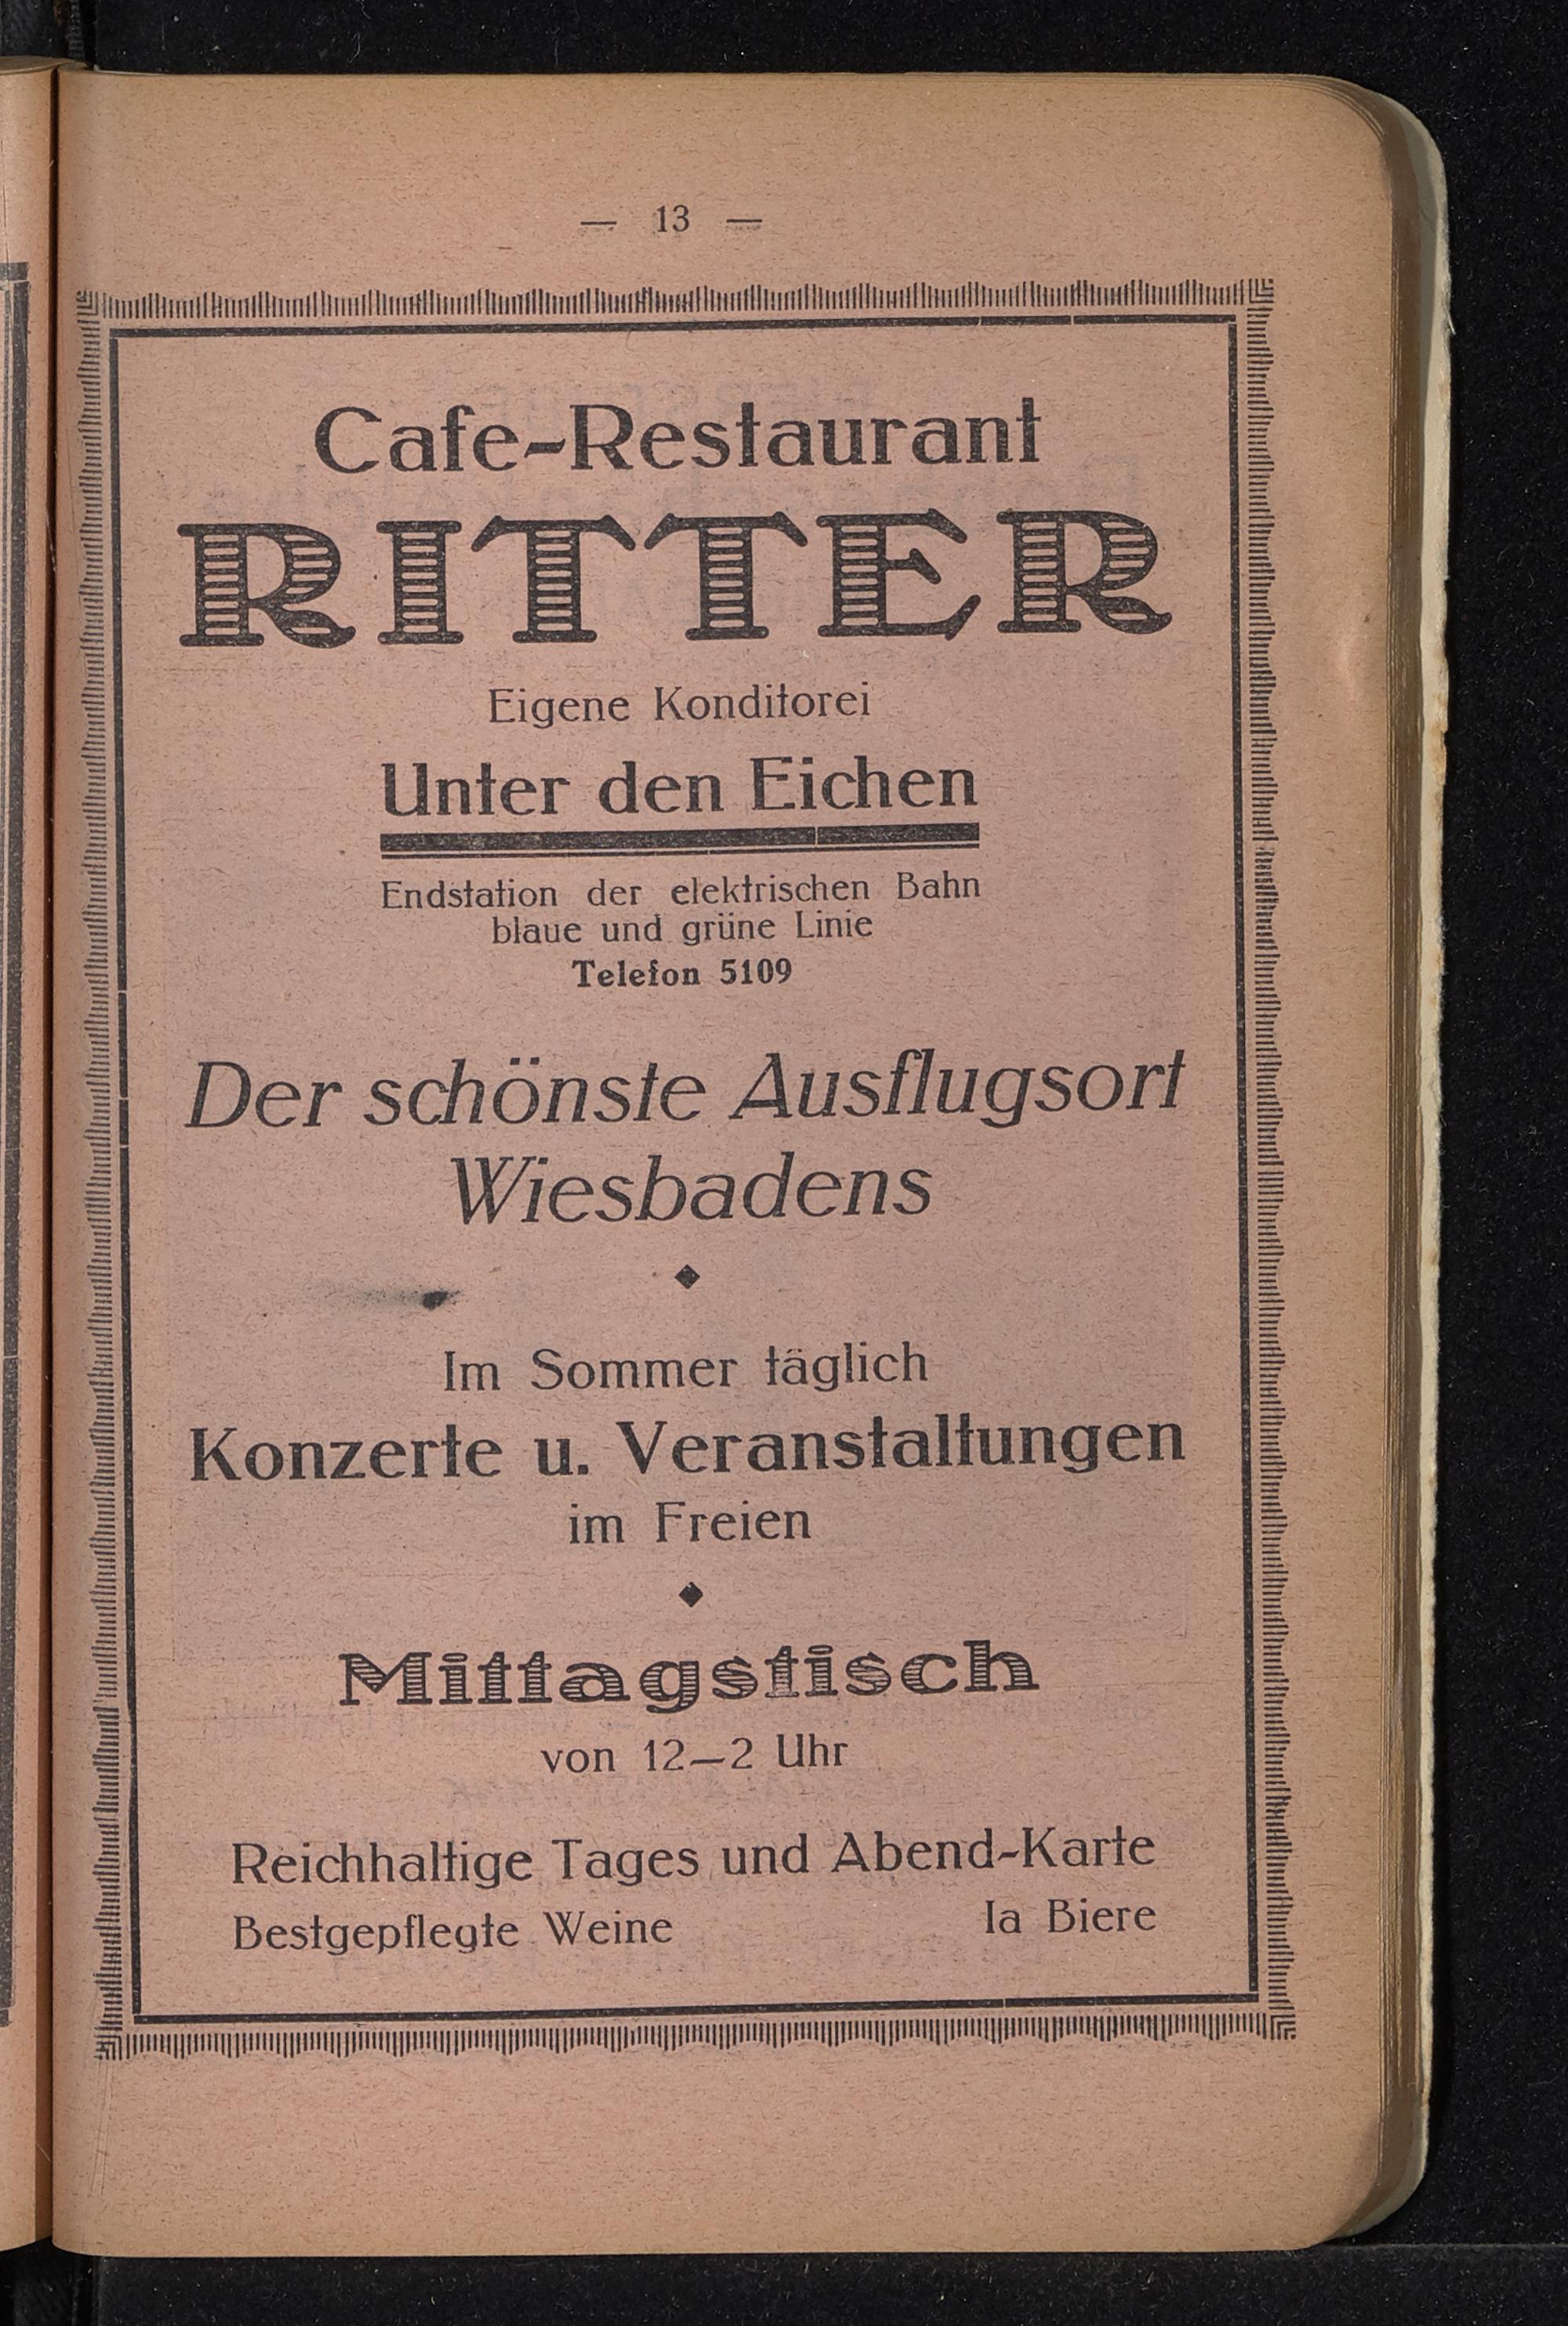 — 13 —
Cafe-Restaurant
RITTER
Eigene Konditorei
Unter den Eichen
Endstation der elektrischen Bahn
blaue und grüne Linie
Telefon 5109
Der schönste Ausflugsort
Wiesbadens
Im Sommer täglich
Konzerte u. Veranstaltungen
im Freien
Mittagstisch
von 12—2 Uhr
Reichhaltige Tages und Abend-Karte
Bestgepflegte Weine Ia Biere